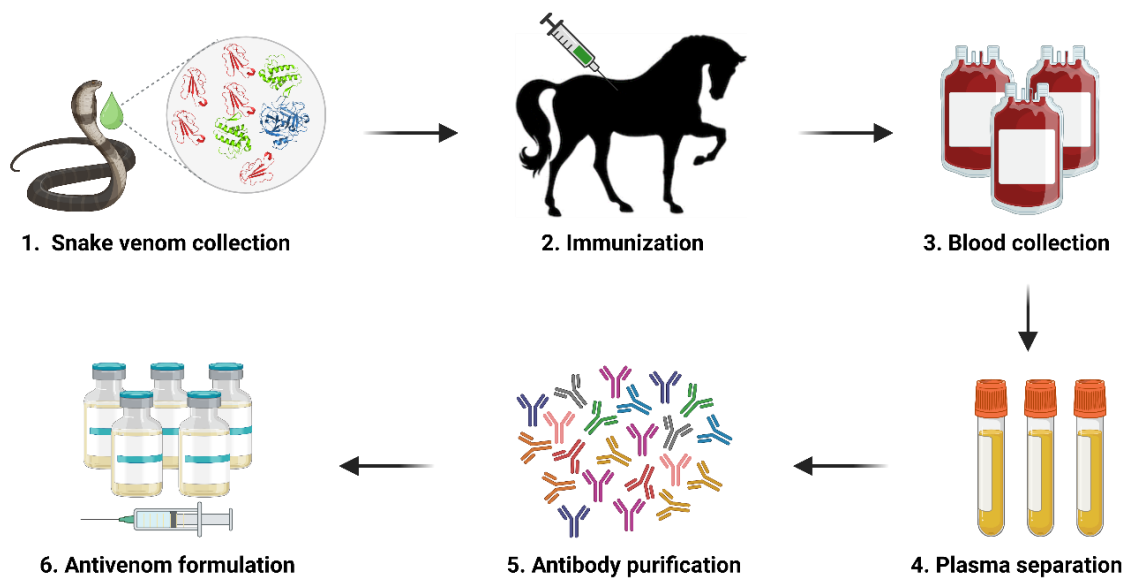 1. Snake venom collection
2. Immunization
3. Blood collection
4. Plasma separation
5. Antibody purification
6. Antivenom formulation